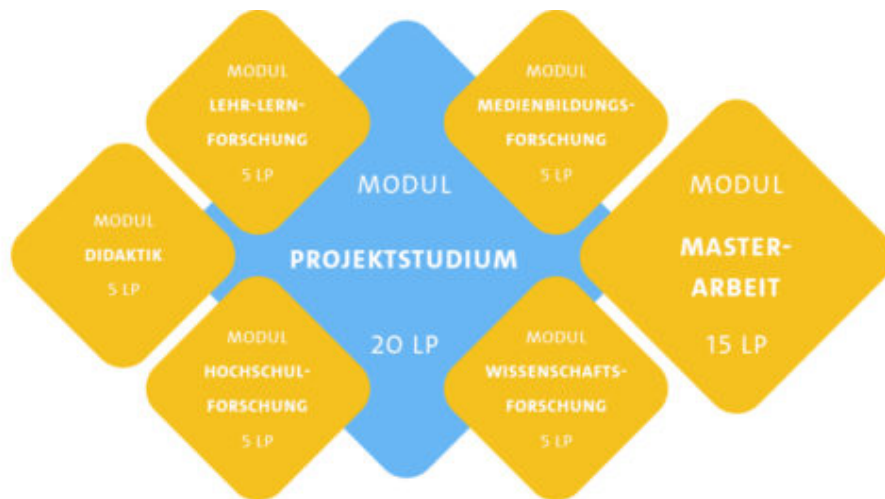 MODUL
LEHR-LERN-
FORSCHUNG
5 LP
MODUL
MEDIENBILDUNGS-
FORSCHUNG
5 LP
MODUL
DIDAKTIK
5 LP
MODUL
PROJEKTSTUDIUM
20 LP
MODUL
MASTER-
ARBEIT
15 LP
MODUL
HOCHSCHUL-
FORSCHUNG
5 LP
MODUL
WISSENSCHAFTS-
FORSCHUNG
5 LP